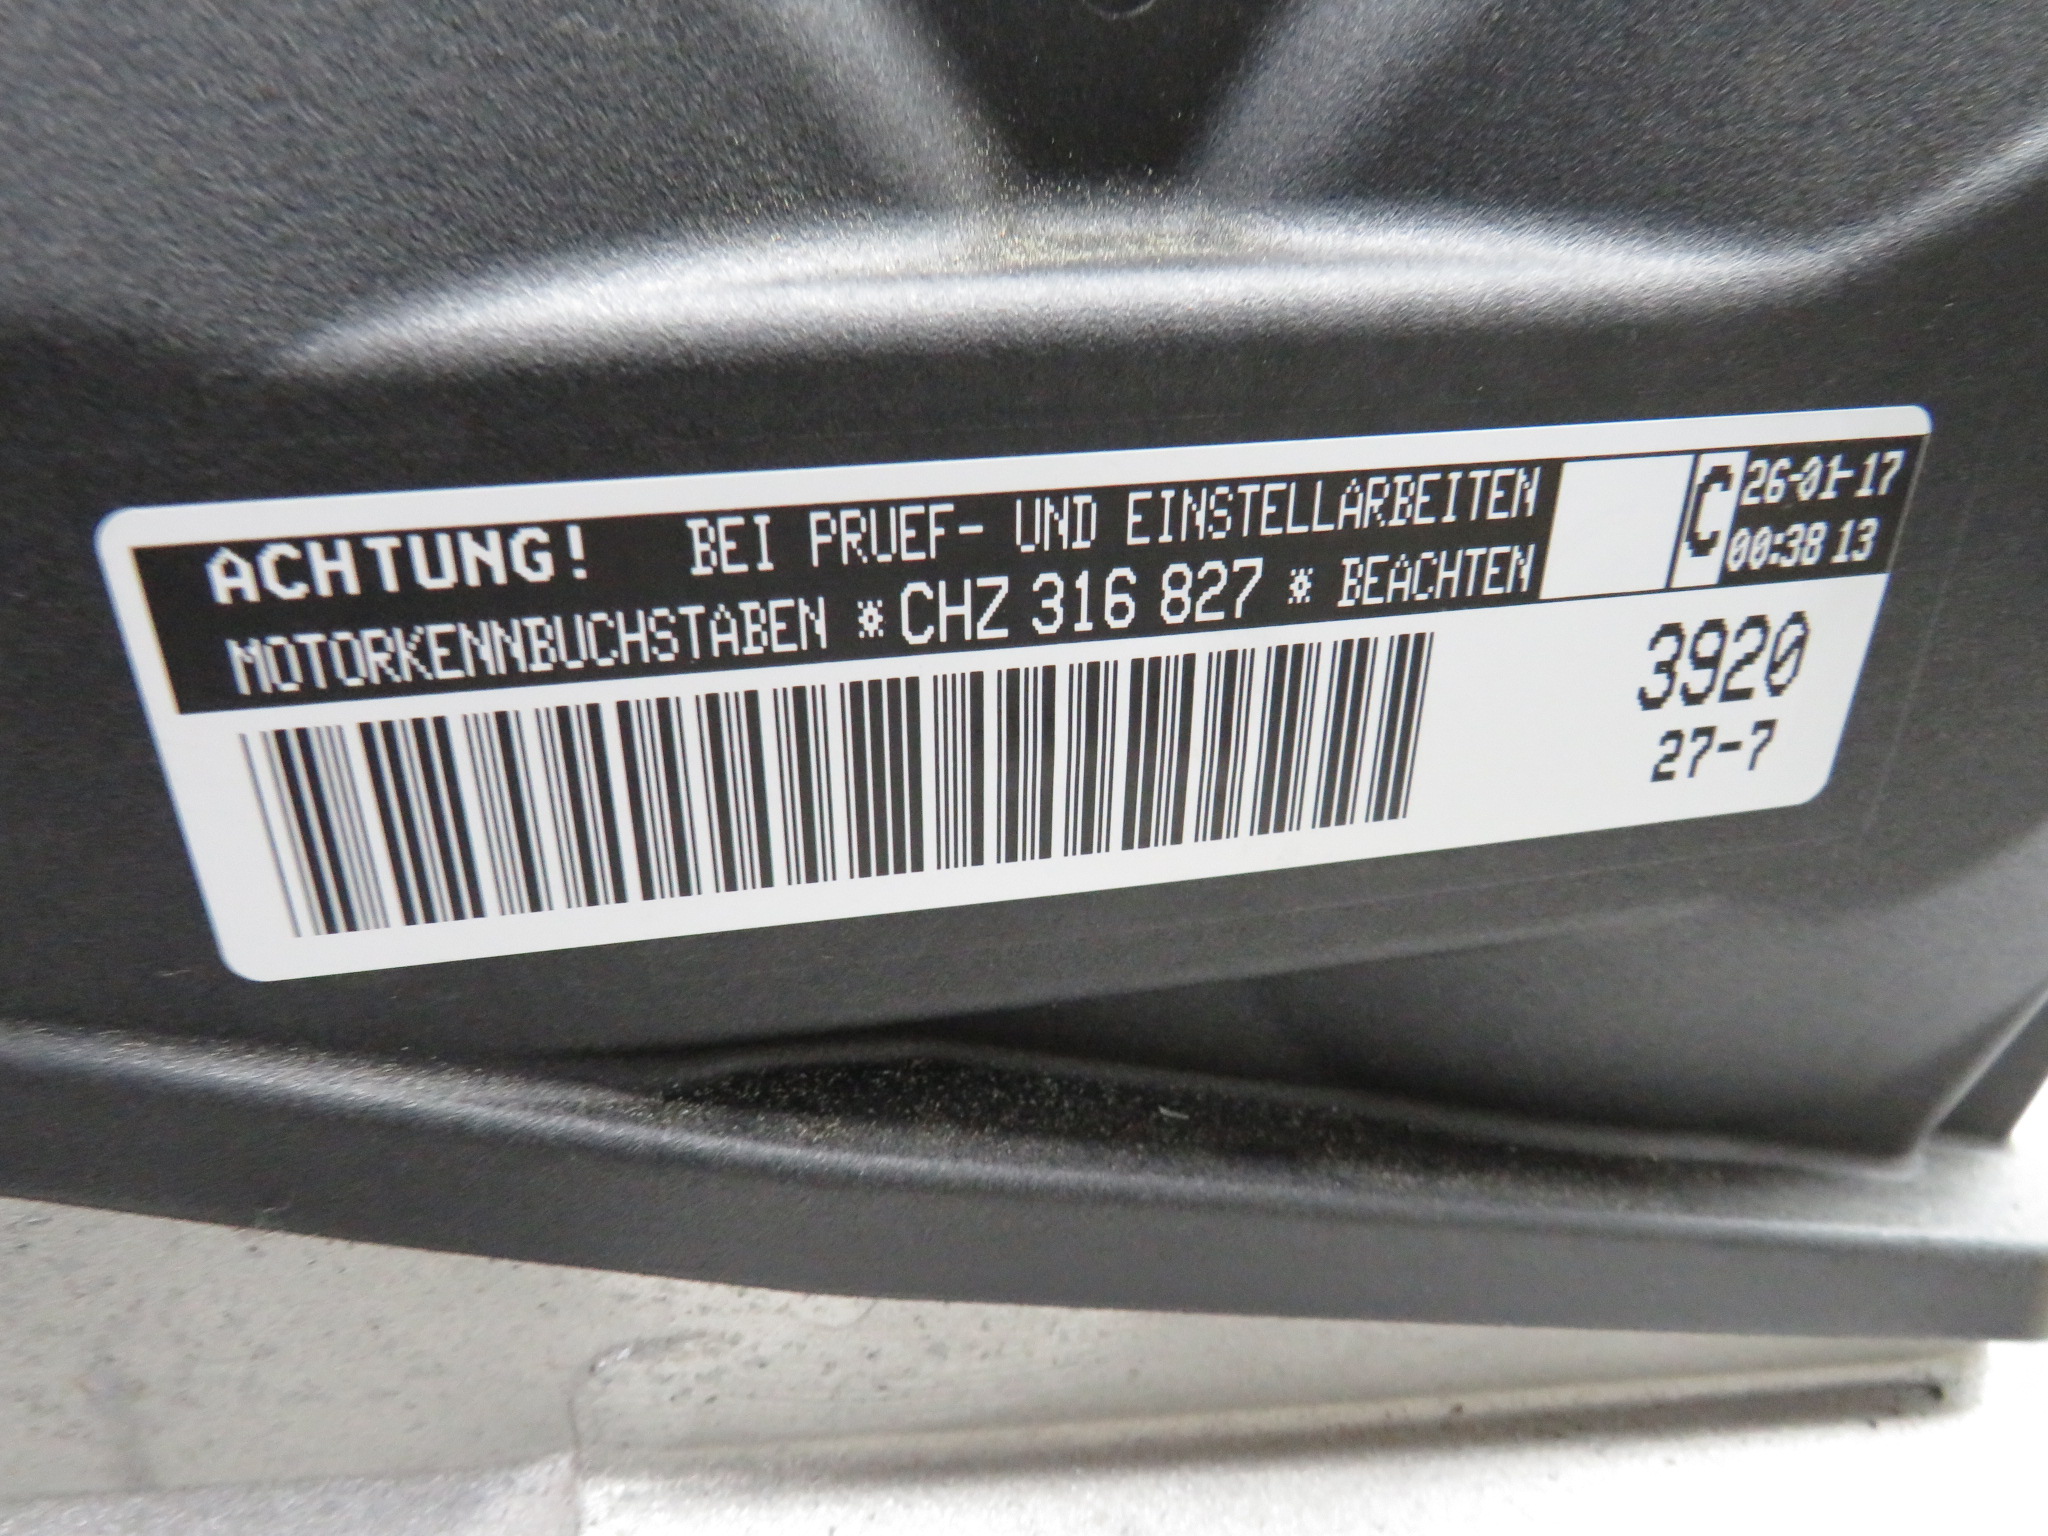 ACHTUNG! BEI PRUEF- UND EINSTELLARBEITEN
MOTORKENNBUCHSTABEN *CHZ 316 827 * BEACHTEN
C
26-01-17
00:38 13
3920
27-7